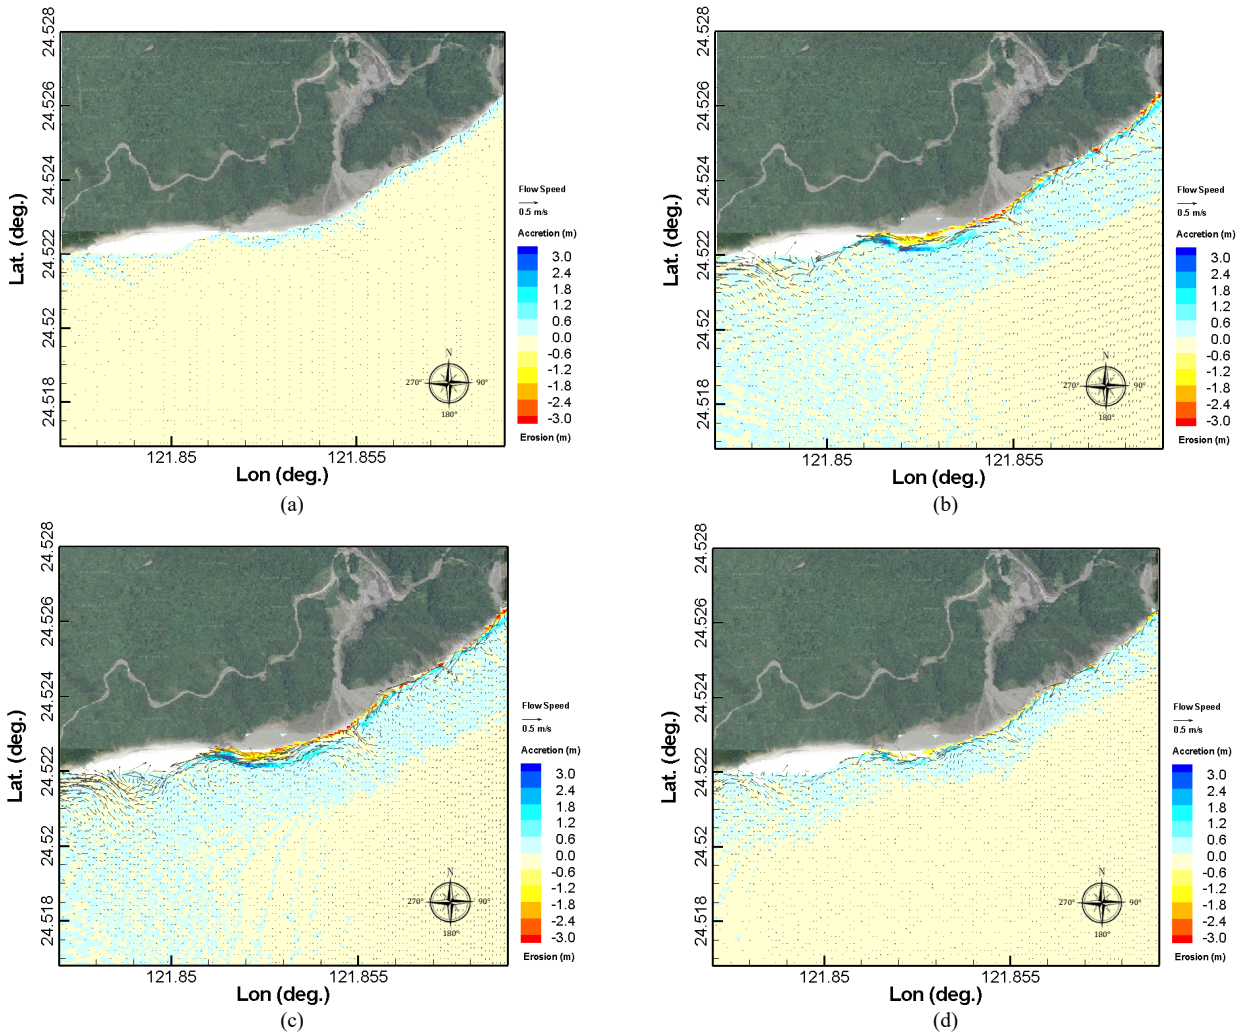 24.528
24.526
24.524
24.522
24.52
24.518
Lat. (deg.)
121.85
121.855
Lon (deg.)
Flow Speed
0.5 m/s
Accretion (m)
3.0
2.4
1.8
1.2
0.6
0.0
-0.6
-1.2
-1.8
-2.4
-3.0
Erosion (m)
N
270°
90°
180°
(a)
24.528
24.526
24.524
24.522
24.52
24.518
Lat. (deg.)
121.85
121.855
Lon (deg.)
Flow Speed
0.5 m/s
Accretion (m)
3.0
2.4
1.8
1.2
0.6
0.0
-0.6
-1.2
-1.8
-2.4
-3.0
Erosion (m)
N
270°
90°
180°
(b)
24.528
24.526
24.524
24.522
24.52
24.518
Lat. (deg.)
121.85
121.855
Lon (deg.)
Flow Speed
0.5 m/s
Accretion (m)
3.0
2.4
1.8
1.2
0.6
0.0
-0.6
-1.2
-1.8
-2.4
-3.0
Erosion (m)
N
270°
90°
180°
(c)
24.528
24.526
24.524
24.522
24.52
24.518
Lat. (deg.)
121.85
121.855
Lon (deg.)
Flow Speed
0.5 m/s
Accretion (m)
3.0
2.4
1.8
1.2
0.6
0.0
-0.6
-1.2
-1.8
-2.4
-3.0
Erosion (m)
N
270°
90°
180°
(d)